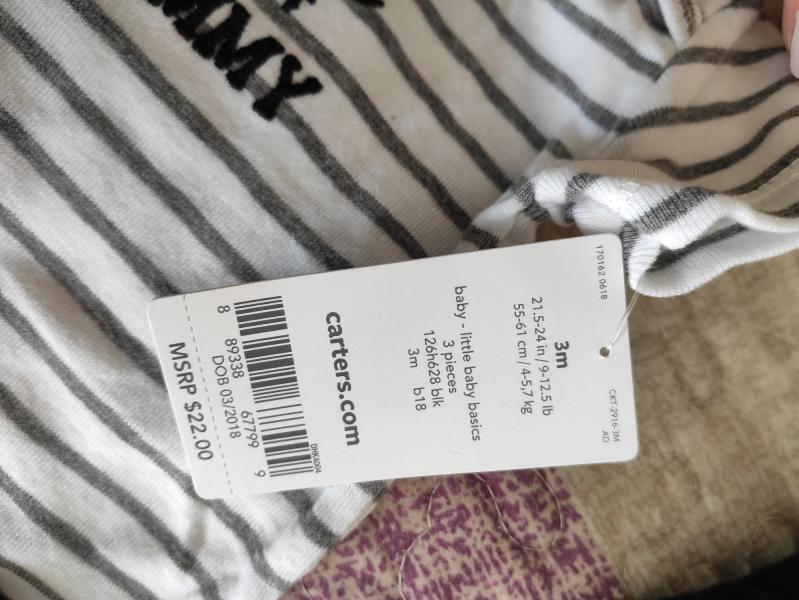 MMY
170162 0618
CKT-2916-3M
AD
3m
21.5-24 in / 9-12.5 lb
55-61 cm / 4-5,7 kg
baby - little baby basics
3 pieces
126h628 blk
3m b18
carters.com
DHK4004
8 89338 67799 9
DOB 03/2018
MSRP $22.00